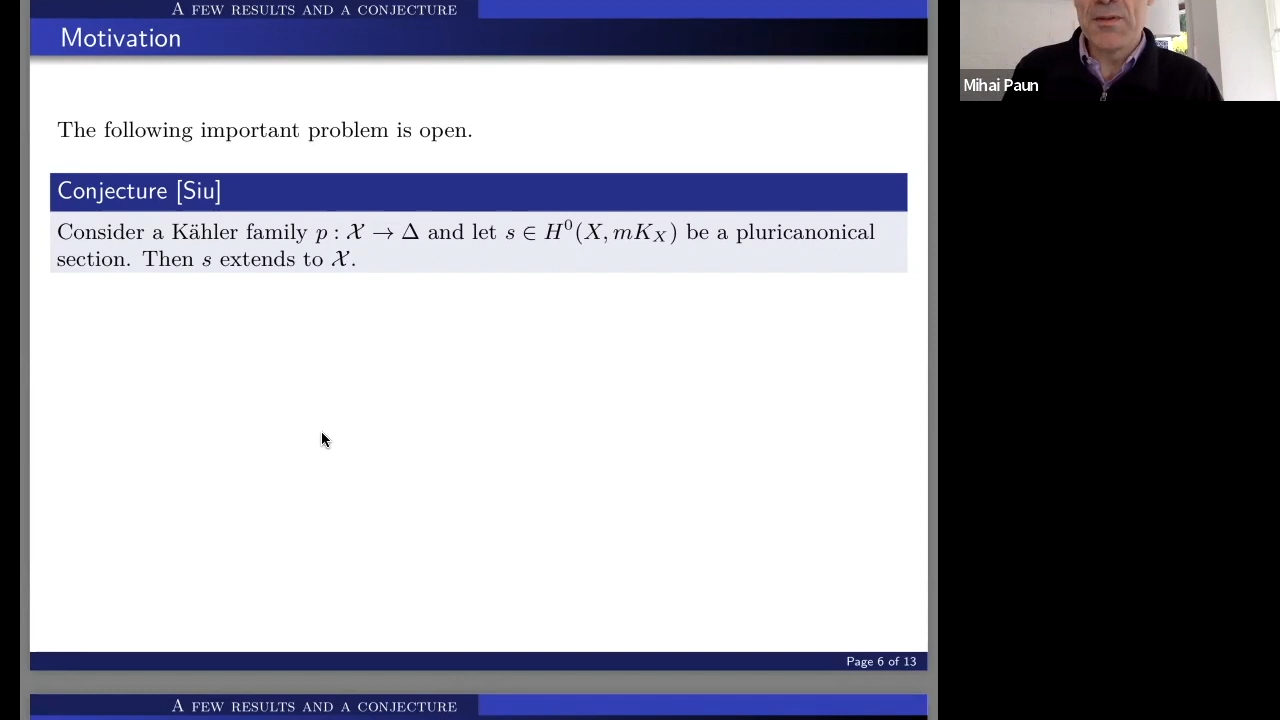 A few results and a conjecture
Motivation
Mihai Paun
The following important problem is open.
Conjecture [Siu]
Consider a Kähler family p : 𝒳 → Δ and let s ∈ H⁰(X, mK_X) be a pluricanonical
section. Then s extends to 𝒳.
Page 6 of 13
A few results and a conjecture